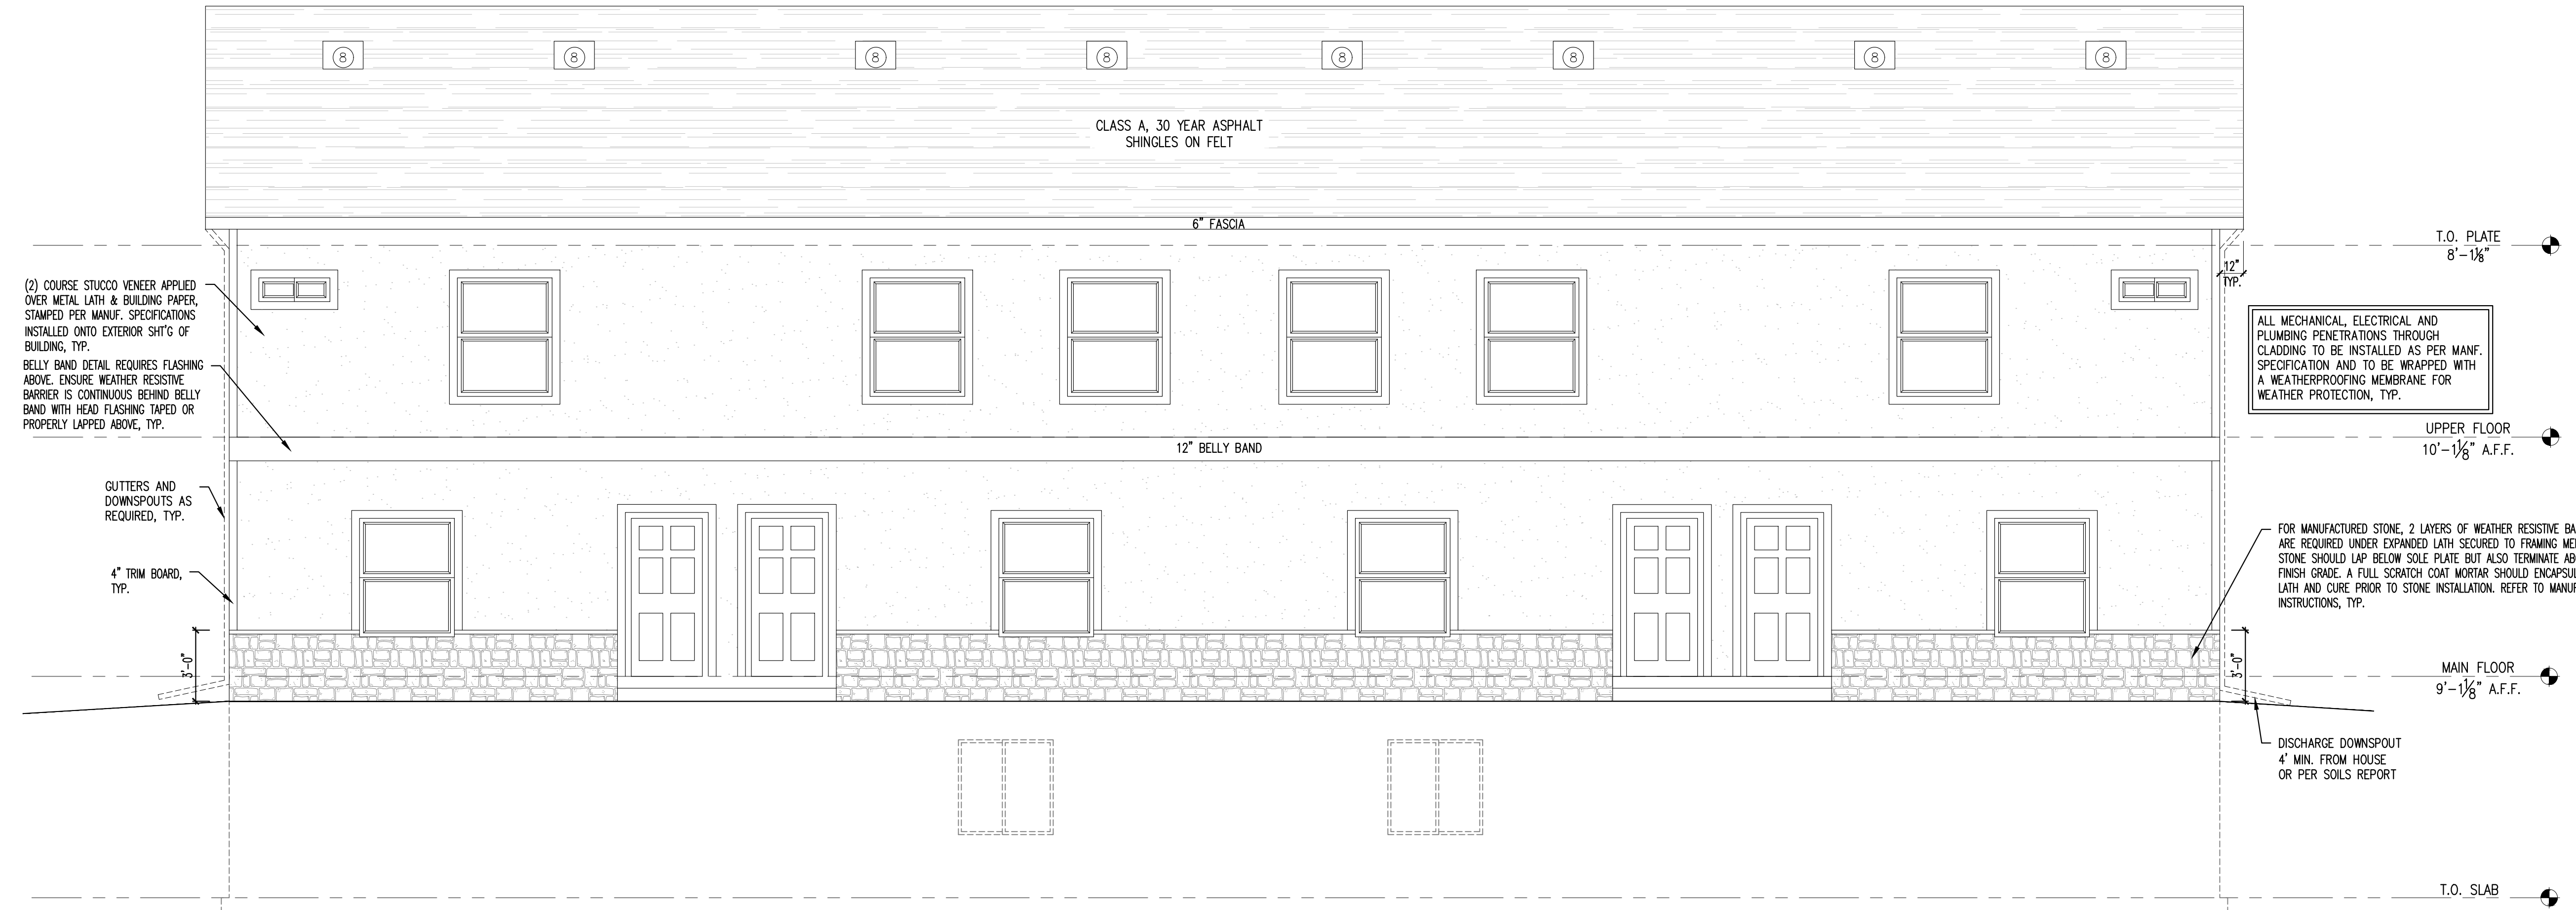 8 8 8 8 8 8 8 8
CLASS A, 30 YEAR ASPHALT
SHINGLES ON FELT
6" FASCIA
T.O. PLATE
8'-1⅛"
12"
TYP.
(2) COURSE STUCCO VENEER APPLIED
OVER METAL LATH & BUILDING PAPER,
STAMPED PER MANUF. SPECIFICATIONS
INSTALLED ONTO EXTERIOR SHT'G OF
BUILDING, TYP.
BELLY BAND DETAIL REQUIRES FLASHING
ABOVE. ENSURE WEATHER RESISTIVE
BARRIER IS CONTINUOUS BEHIND BELLY
BAND WITH HEAD FLASHING TAPED OR
PROPERLY LAPPED ABOVE, TYP.
ALL MECHANICAL, ELECTRICAL AND
PLUMBING PENETRATIONS THROUGH
CLADDING TO BE INSTALLED AS PER MANF.
SPECIFICATION AND TO BE WRAPPED WITH
A WEATHERPROOFING MEMBRANE FOR
WEATHER PROTECTION, TYP.
12" BELLY BAND
UPPER FLOOR
10'-1⅛" A.F.F.
GUTTERS AND
DOWNSPOUTS AS
REQUIRED, TYP.
4" TRIM BOARD,
TYP.
3'-0"
FOR MANUFACTURED STONE, 2 LAYERS OF WEATHER RESISTIVE
ARE REQUIRED UNDER EXPANDED LATH SECURED TO FRAMING
STONE SHOULD LAP BELOW SOLE PLATE BUT ALSO TERMINATE
FINISH GRADE. A FULL SCRATCH COAT MORTAR SHOULD
LATH AND CURE PRIOR TO STONE INSTALLATION. REFER TO
INSTRUCTIONS, TYP.
3'-0"
MAIN FLOOR
9'-1⅛" A.F.F.
DISCHARGE DOWNSPOUT
4' MIN. FROM HOUSE
OR PER SOILS REPORT
T.O. SLAB